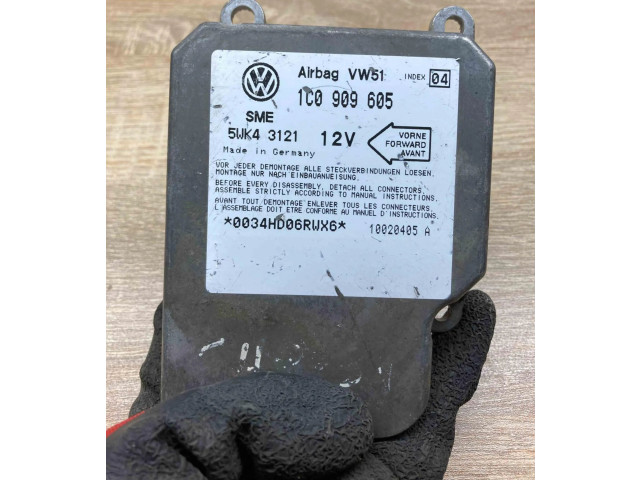 Airbag VW51 INDEX 04
1C0 909 605
SME
5WK4 3121 12V
Made in Germany
VORNE
FORWARD
AVANT
VOR JEDER DEMONTAGE ALLE STECKVERBINDUNGEN LOESEN.
MONTAGE NUR NACH EINBAUANWEISUNG.
BEFORE EVERY DISASSEMBLY, DETACH ALL CONNECTORS.
ASSEMBLE STRICTLY ACCORDING TO MANUAL INSTRUCTIONS.
AVANT TOUT DEMONTAGE ENLEVER TOUS LES CONNECTEURS.
L'ASSEMBLAGE DOIT ETRE CONFORME AU MANUEL D'INSTRUCTIONS.
*0034HD06RWX6* 10020405 A